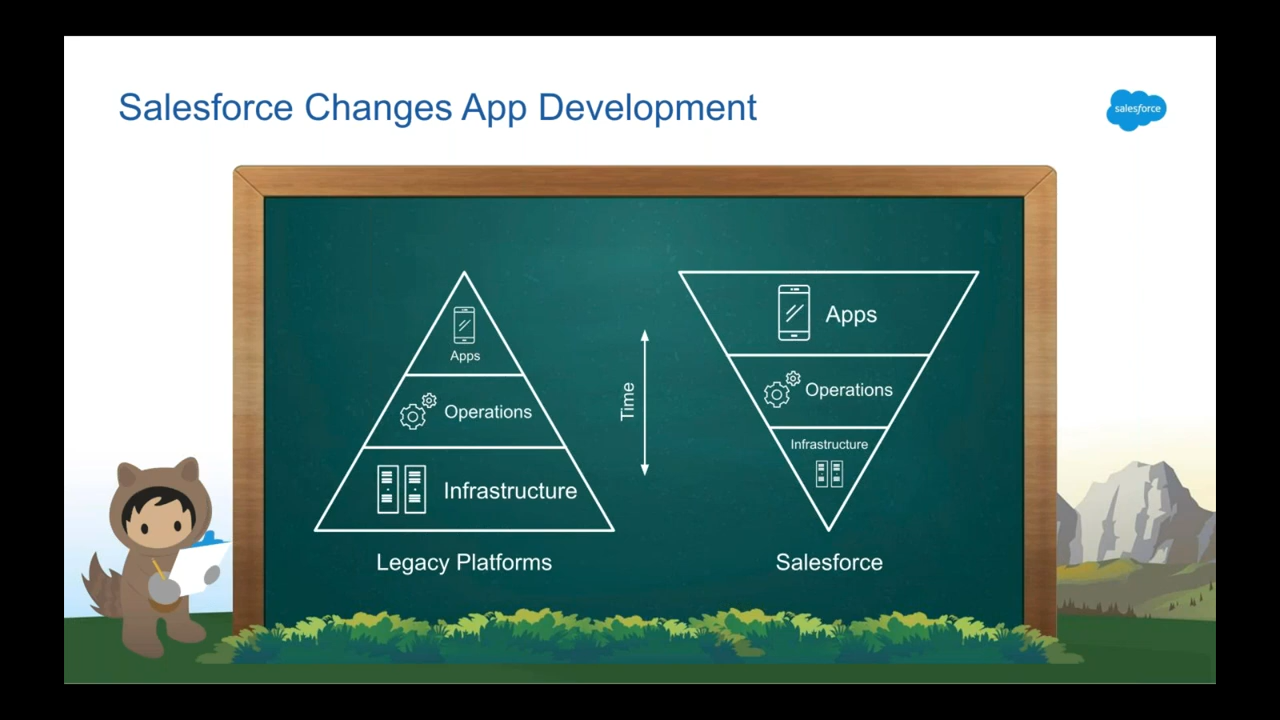 Salesforce Changes App Development
salesforce
Apps
Operations
Infrastructure
Legacy Platforms
Time
Apps
Operations
Infrastructure
Salesforce